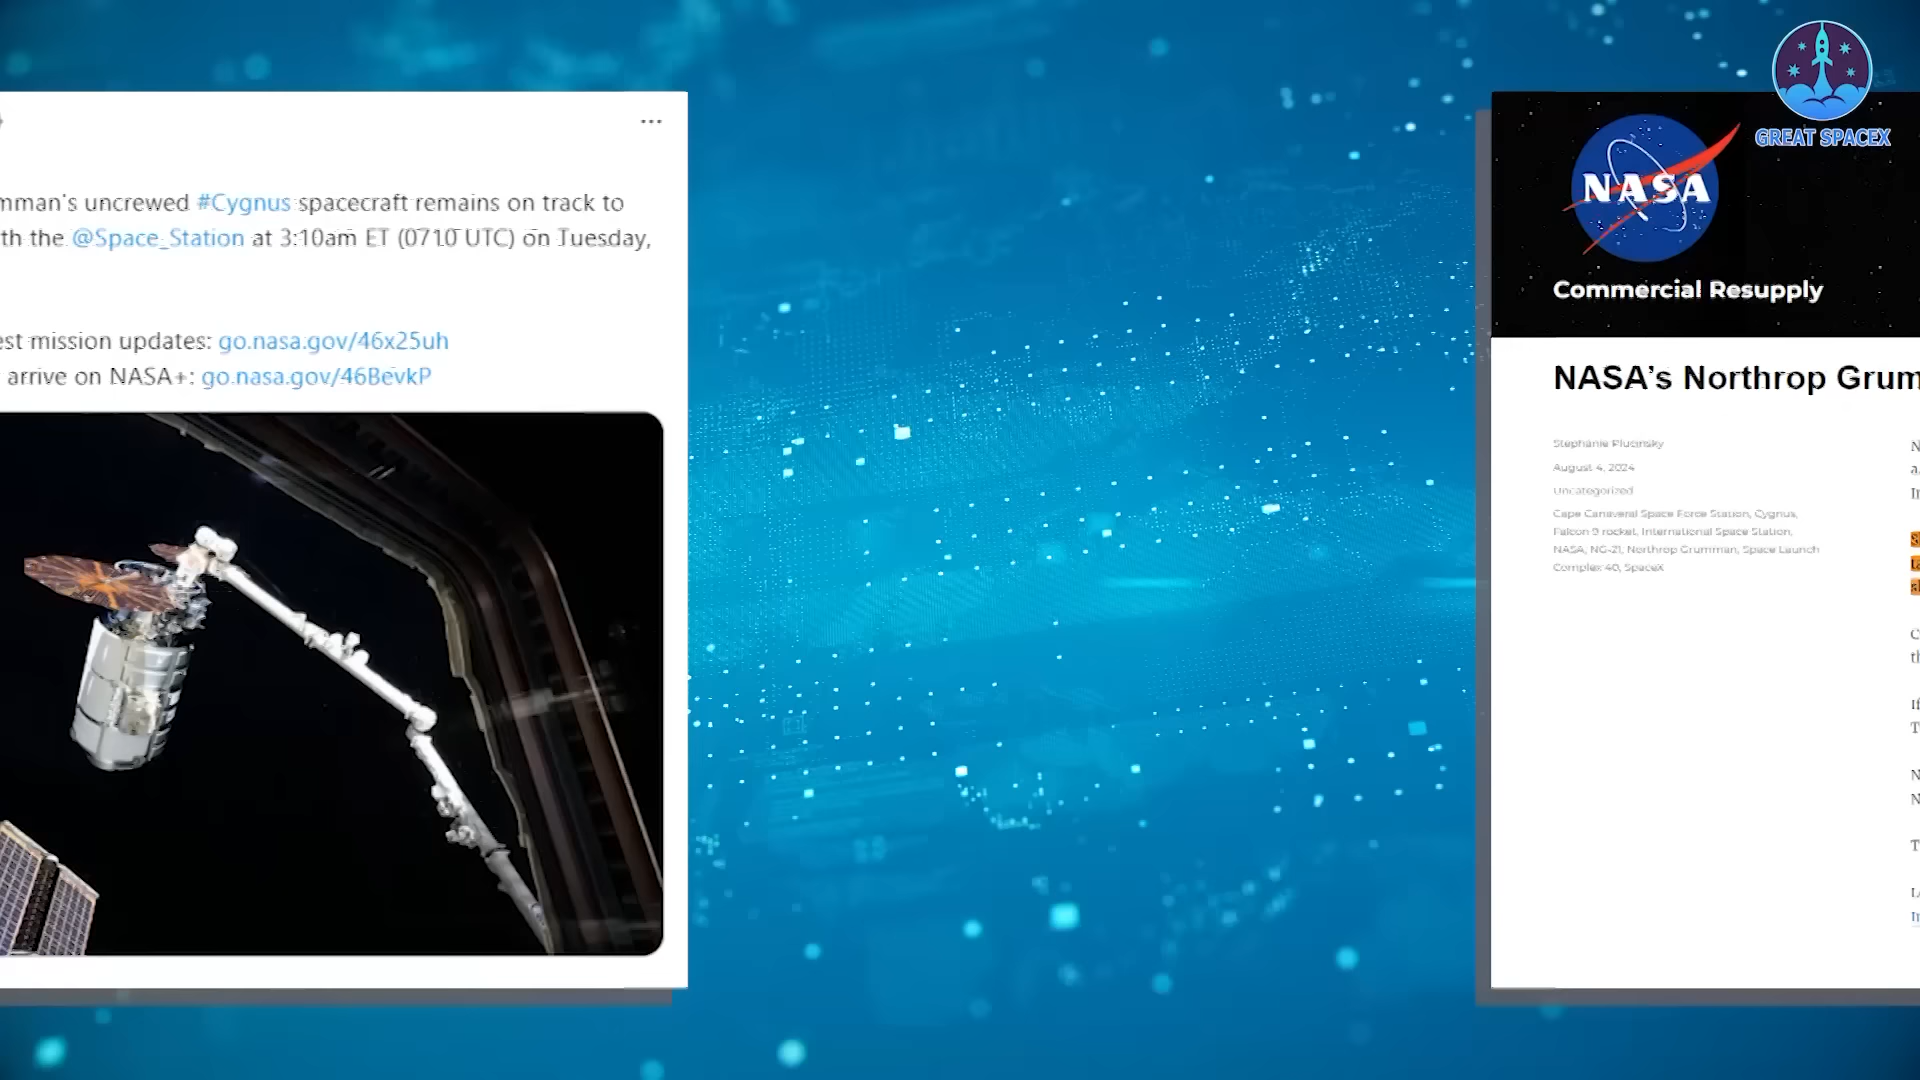 mman's uncrewed #Cygnus spacecraft remains on track to
th the @Space_Station at 3:10am ET (0710 UTC) on Tuesday,
est mission updates: go.nasa.gov/46x25uh
arrive on NASA+: go.nasa.gov/46BevkP
GREAT SPACEX
NASA
Commercial Resupply
NASA's Northrop Grum
Stephanie Plucinsky
August 4, 2024
Uncategorized
Cape Canaveral Space Force Station, Cygnus,
Falcon 9 rocket, International Space Station,
NASA, NG-21, Northrop Grumman, Space Launch
Complex 40, SpaceX